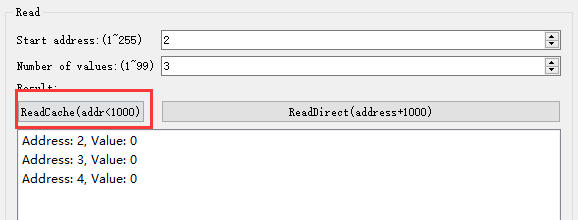 Read
Start address:(1~255) 2
Number of values:(1~99) 3
Result:
ReadCache(addr<1000) ReadDirect(address+1000)
Address: 2, Value: 0
Address: 3, Value: 0
Address: 4, Value: 0